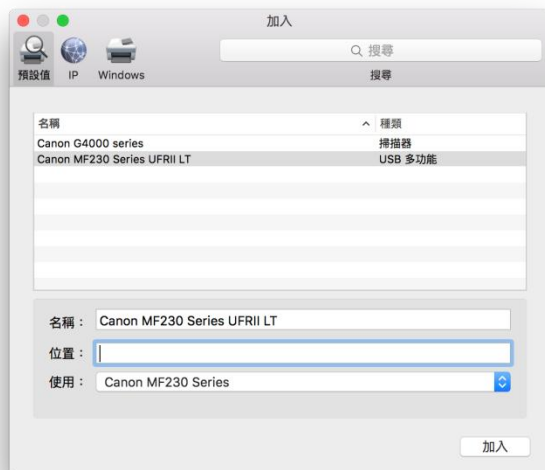 加入
搜尋
預設值 IP Windows 搜尋
名稱 種類
Canon G4000 series 掃描器
Canon MF230 Series UFRII LT USB 多功能
名稱： Canon MF230 Series UFRII LT
位置：
使用： Canon MF230 Series
加入